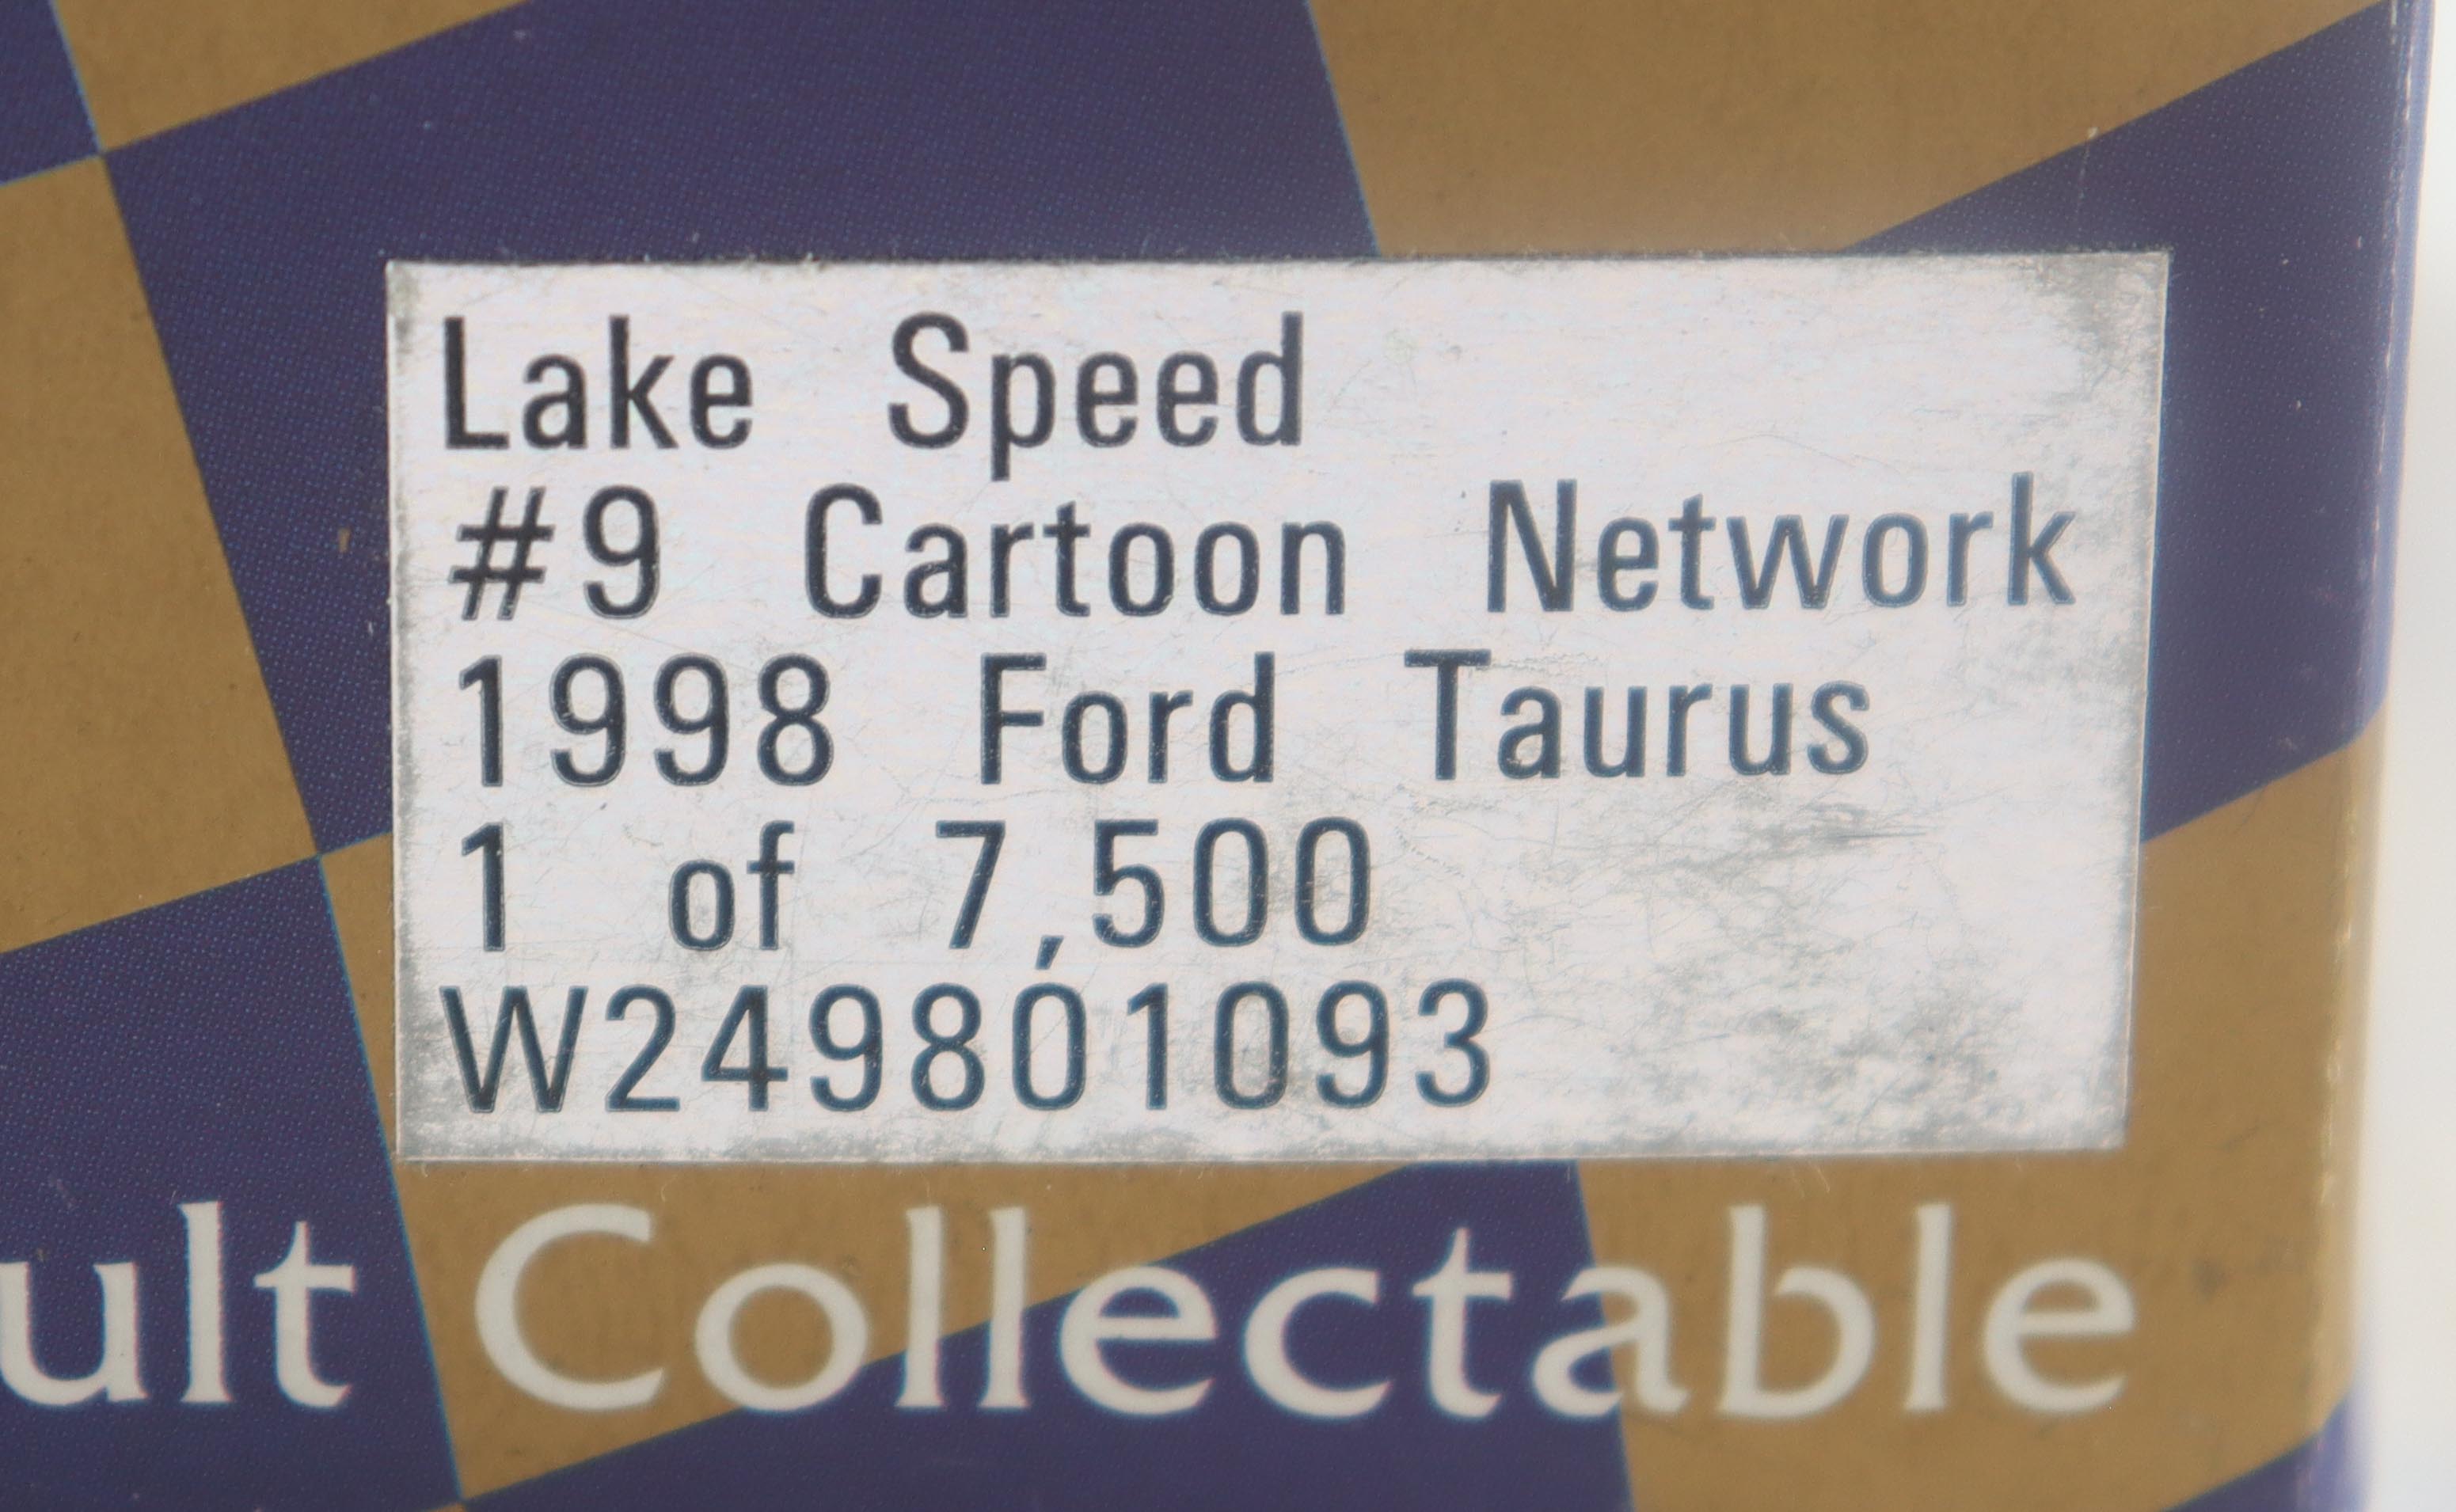 Lake Speed
#9 Cartoon Network
1998 Ford Taurus
1 of 7,500
W249801093
ult Collectable